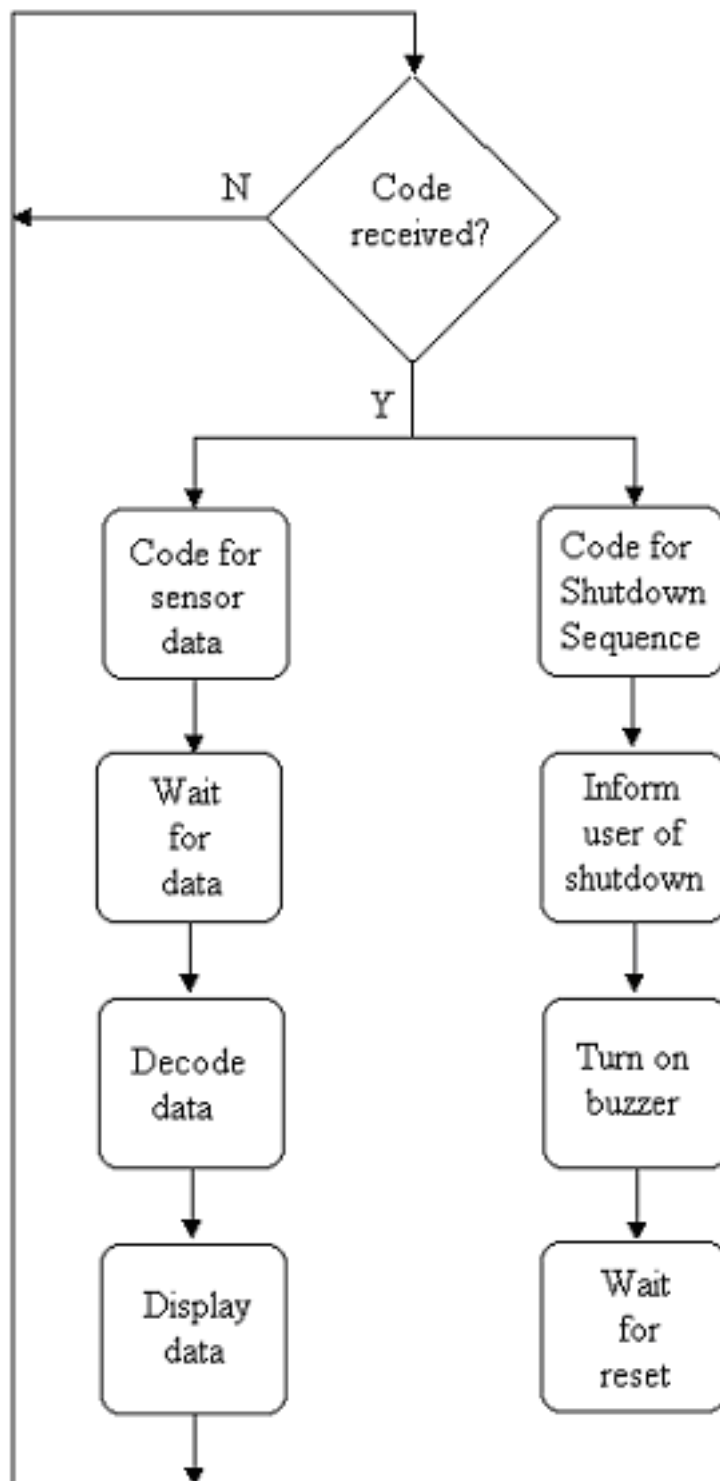 Code
received?
N
Y
Code for
sensor
data
Wait
for
data
Decode
data
Display
data
Code for
Shutdown
Sequence
Inform
user of
shutdown
Turn on
buzzer
Wait
for
reset